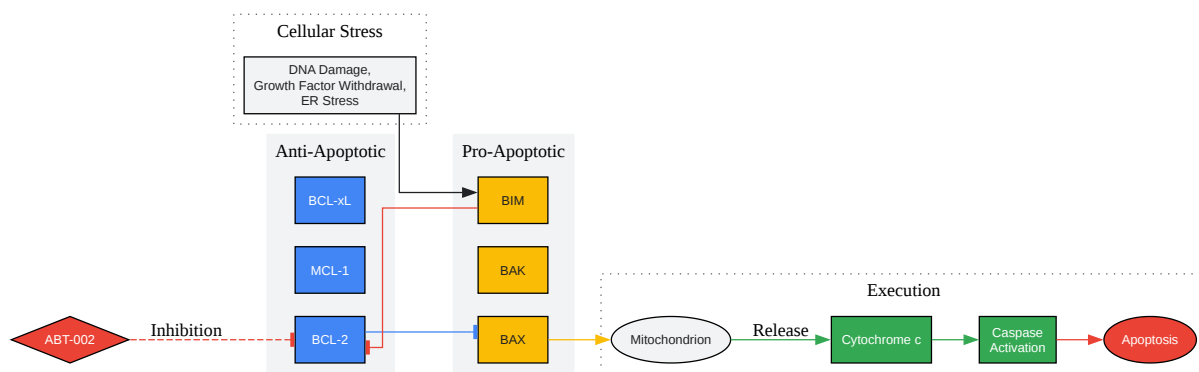 Cellular Stress
DNA Damage,
Growth Factor Withdrawal,
ER Stress
Anti-Apoptotic
Pro-Apoptotic
BCL-xL
BIM
MCL-1
BAK
Execution
ABT-002
Inhibition
BCL-2
BAX
Mitochondrion
Release
Cytochrome c
Caspase
Activation
Apoptosis